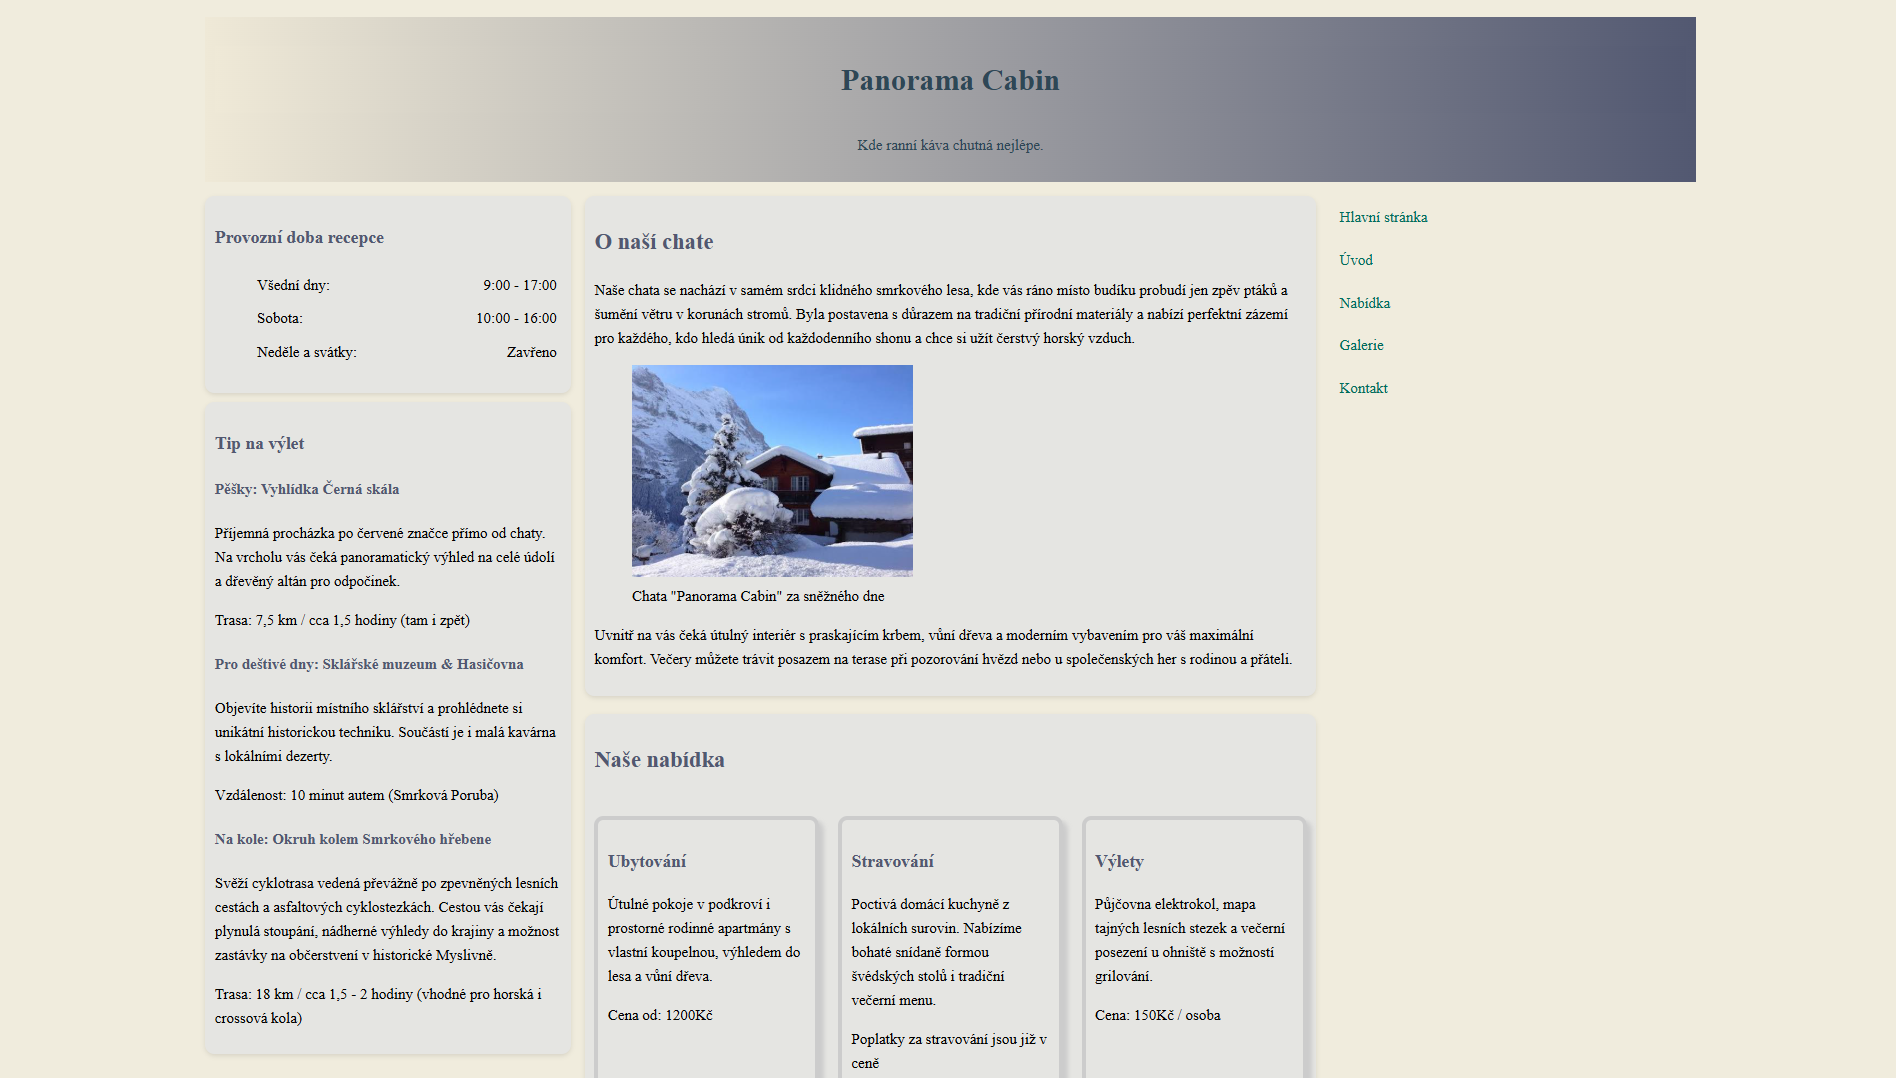 Panorama Cabin
Kde ranní káva chutná nejlépe.
Provozní doba recepce
Všední dny: 9:00 - 17:00
Sobota: 10:00 - 16:00
Neděle a svátky: Zavřeno
Tip na výlet
Pěšky: Vyhlídka Černá skála
Příjemná procházka po červené značce přímo od chaty.
Na vrcholu vás čeká panoramatický výhled na celé údolí
a dřevěný altán pro odpočinek.
Trasa: 7,5 km / cca 1,5 hodiny (tam i zpět)
Pro deštivé dny: Sklářské muzeum & Hasičovna
Objevíte historii místního sklářství a prohlédnete si
unikátní historickou techniku. Součástí je i malá kavárna
s lokálními dezerty.
Vzdálenost: 10 minut autem (Smrková Poruba)
Na kole: Okruh kolem Smrkového hřebene
Svěží cyklotrasa vedená převážně po zpevněných lesních
cestách a asfaltových cyklostezkách. Cestou vás čekají
plynulá stoupání, nádherné výhledy do krajiny a možnost
zastávky na občerstvení v historické Myslivně.
Trasa: 18 km / cca 1,5 - 2 hodiny (vhodné pro horská i
crossová kola)
O naší chate
Naše chata se nachází v samém srdci klidného smrkového lesa, kde vás ráno místo budíku probudí jen zpěv ptáků a
šumění větru v korunách stromů. Byla postavena s důrazem na tradiční přírodní materiály a nabízí perfektní zázemí
pro každého, kdo hledá únik od každodenního shonu a chce si užít čerstvý horský vzduch.
Chata "Panorama Cabin" za sněžného dne
Uvnitř na vás čeká útulný interiér s praskajícím krbem, vůní dřeva a moderním vybavením pro váš maximální
komfort. Večery můžete trávit posazem na terase při pozorování hvězd nebo u společenských her s rodinou a přáteli.
Naše nabídka
Ubytování
Útulné pokoje v podkroví i
prostorné rodinné apartmány s
vlastní koupelnou, výhledem do
lesa a vůní dřeva.
Cena od: 1200Kč
Stravování
Poctivá domácí kuchyně z
lokálních surovin. Nabízíme
bohaté snídaně formou
švédských stolů i tradiční
večerní menu.
Poplatky za stravování jsou již v
ceně
Výlety
Půjčovna elektrokol, mapa
tajných lesních stezek a večerní
posezení u ohniště s možností
grilování.
Cena: 150Kč / osoba
Hlavní stránka
Úvod
Nabídka
Galerie
Kontakt